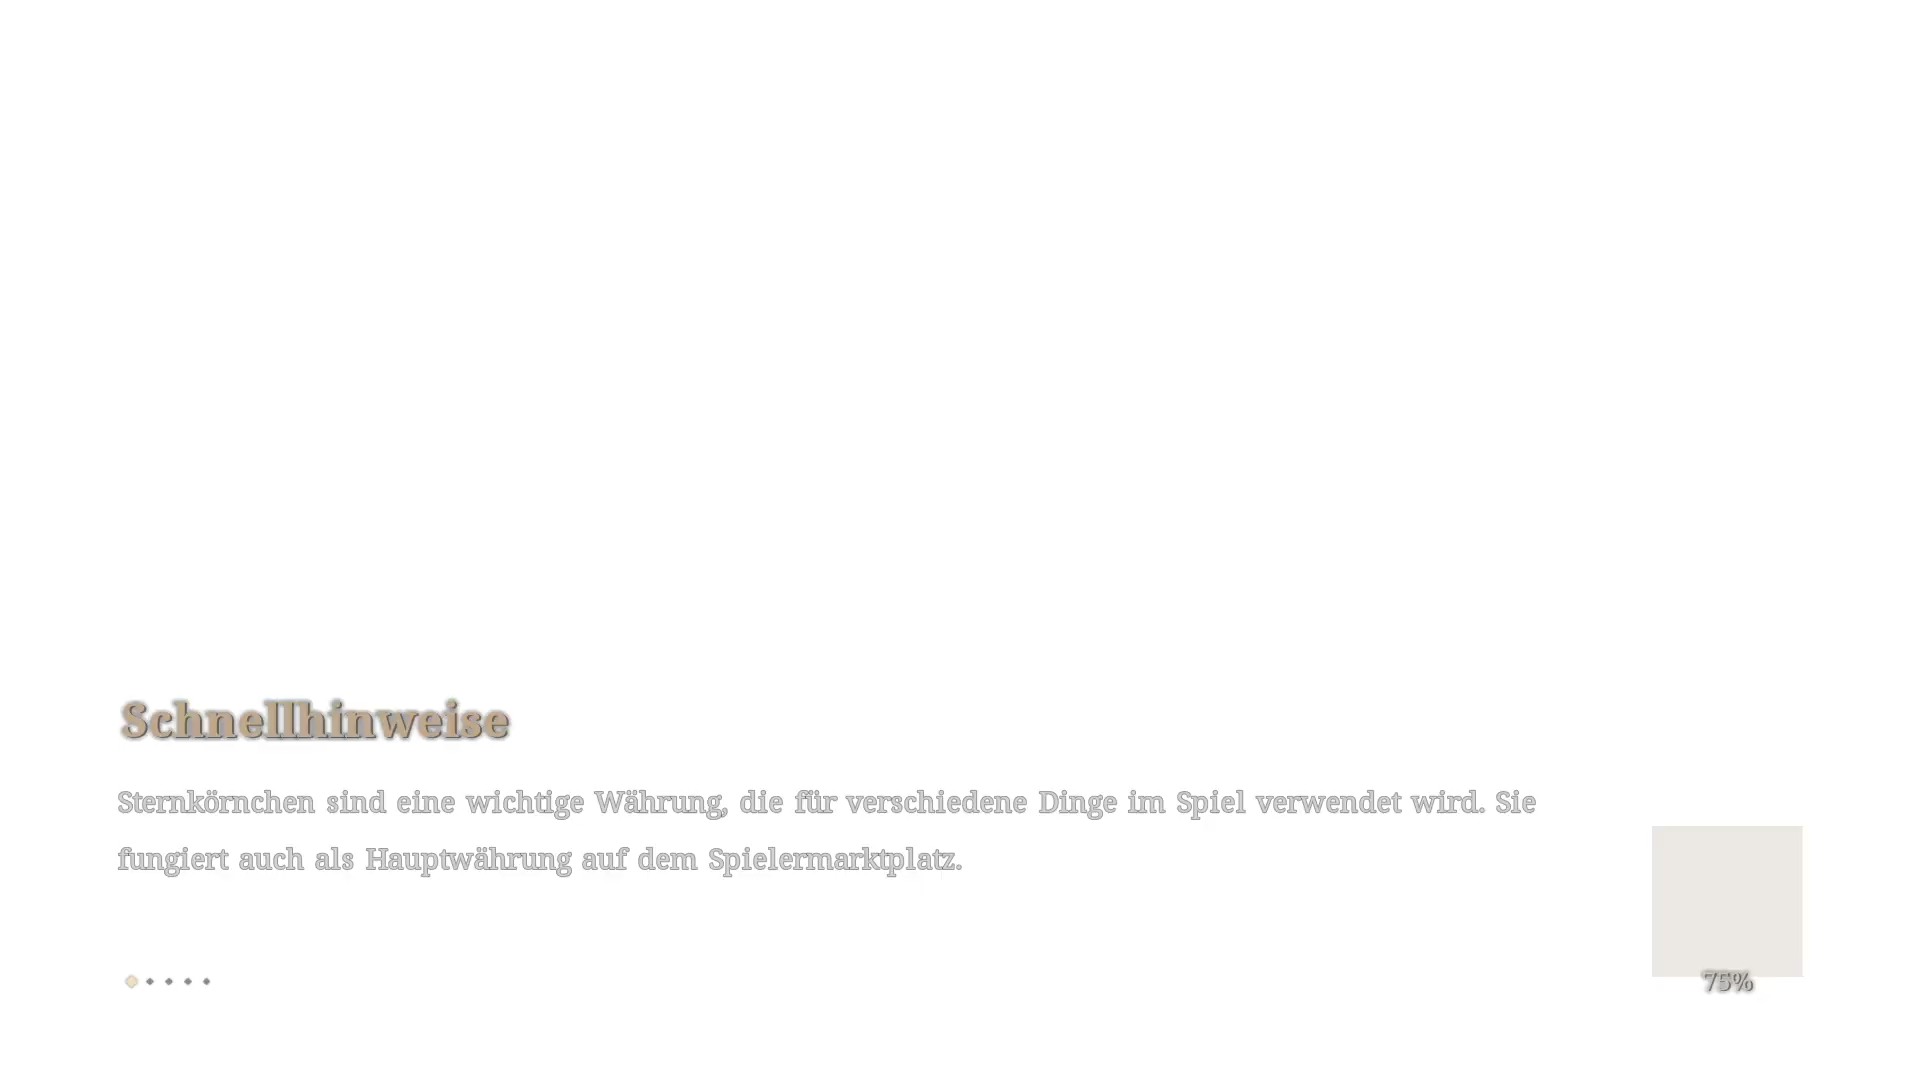 Schnellhinweise
Sternkörnchen sind eine wichtige Währung, die für verschiedene Dinge im Spiel verwendet wird. Sie
fungiert auch als Hauptwährung auf dem Spielermarktplatz.
75%